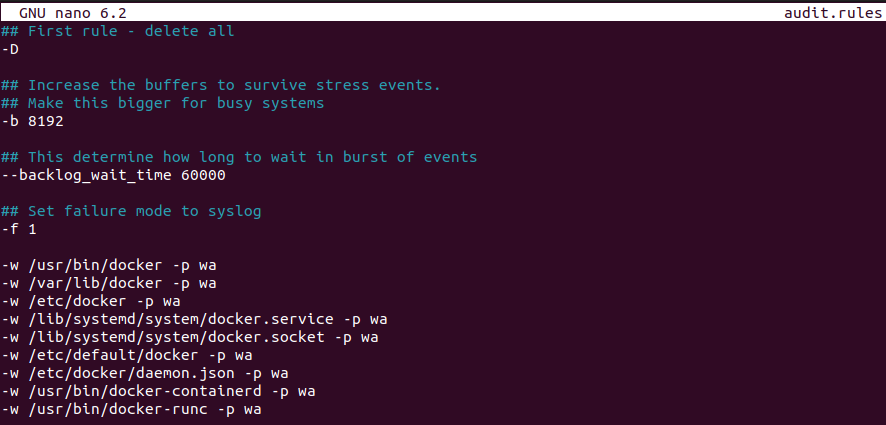 GNU nano 6.2 audit.rules
## First rule - delete all
-D
## Increase the buffers to survive stress events.
## Make this bigger for busy systems
-b 8192
## This determine how long to wait in burst of events
--backlog_wait_time 60000
## Set failure mode to syslog
-f 1
-w /usr/bin/docker -p wa
-w /var/lib/docker -p wa
-w /etc/docker -p wa
-w /lib/systemd/system/docker.service -p wa
-w /lib/systemd/system/docker.socket -p wa
-w /etc/default/docker -p wa
-w /etc/docker/daemon.json -p wa
-w /usr/bin/docker-containerd -p wa
-w /usr/bin/docker-runc -p wa